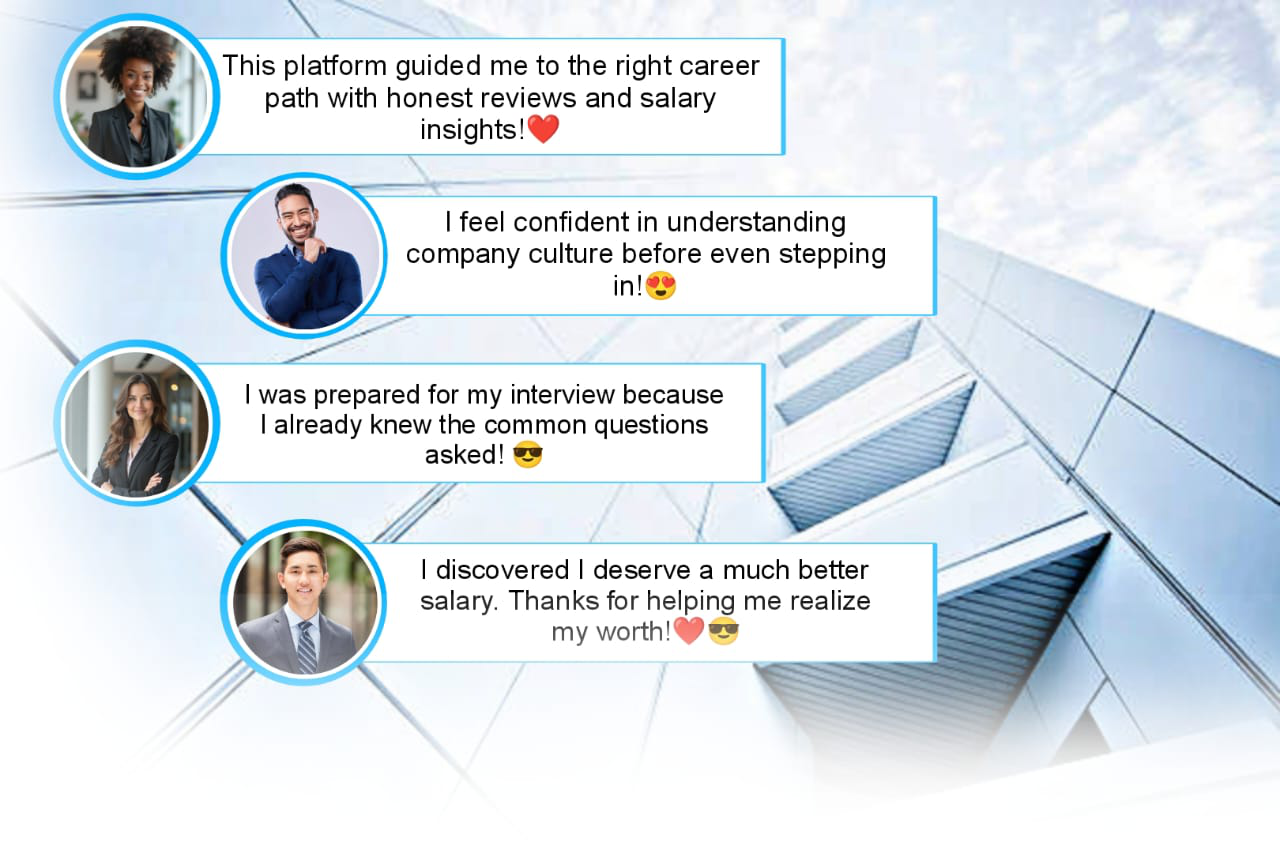 This platform guided me to the right career
path with honest reviews and salary
insights!❤️
I feel confident in understanding
company culture before even stepping
in!😍
I was prepared for my interview because
I already knew the common questions
asked! 😎
I discovered I deserve a much better
salary. Thanks for helping me realize
my worth!❤️😎